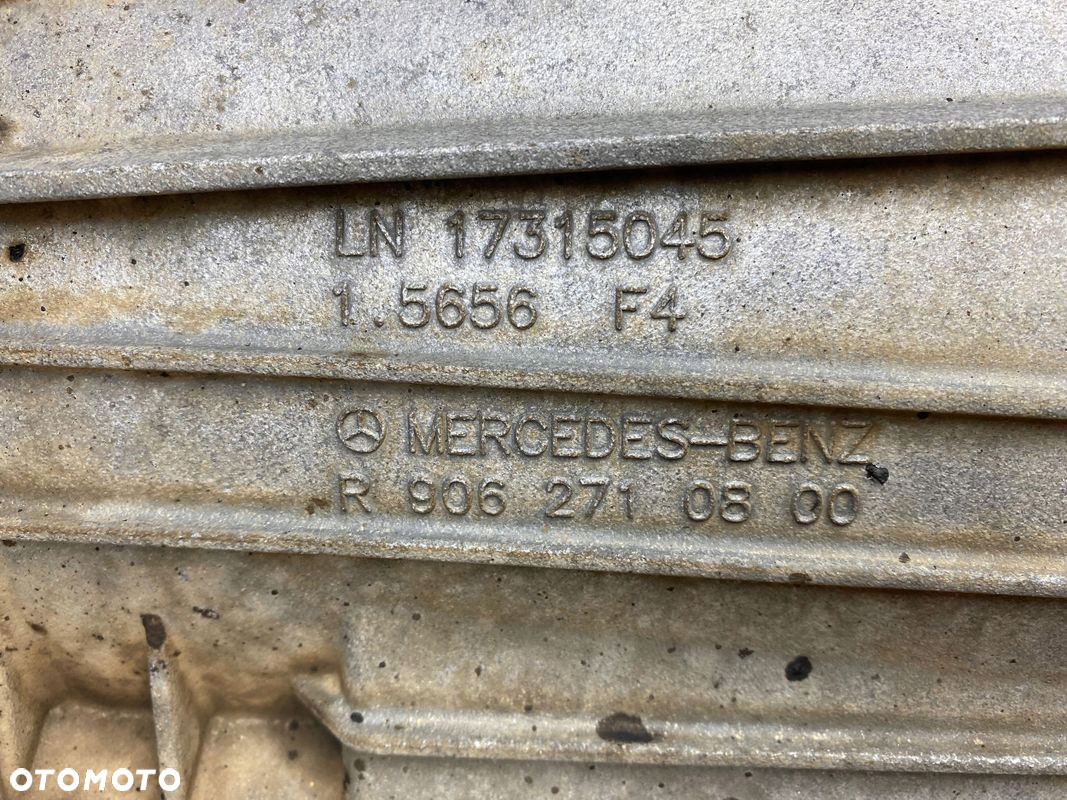 LN 17315045
1.5656 F4
MERCEDES-BENZ
R 906 271 08 00
OTOMOTO